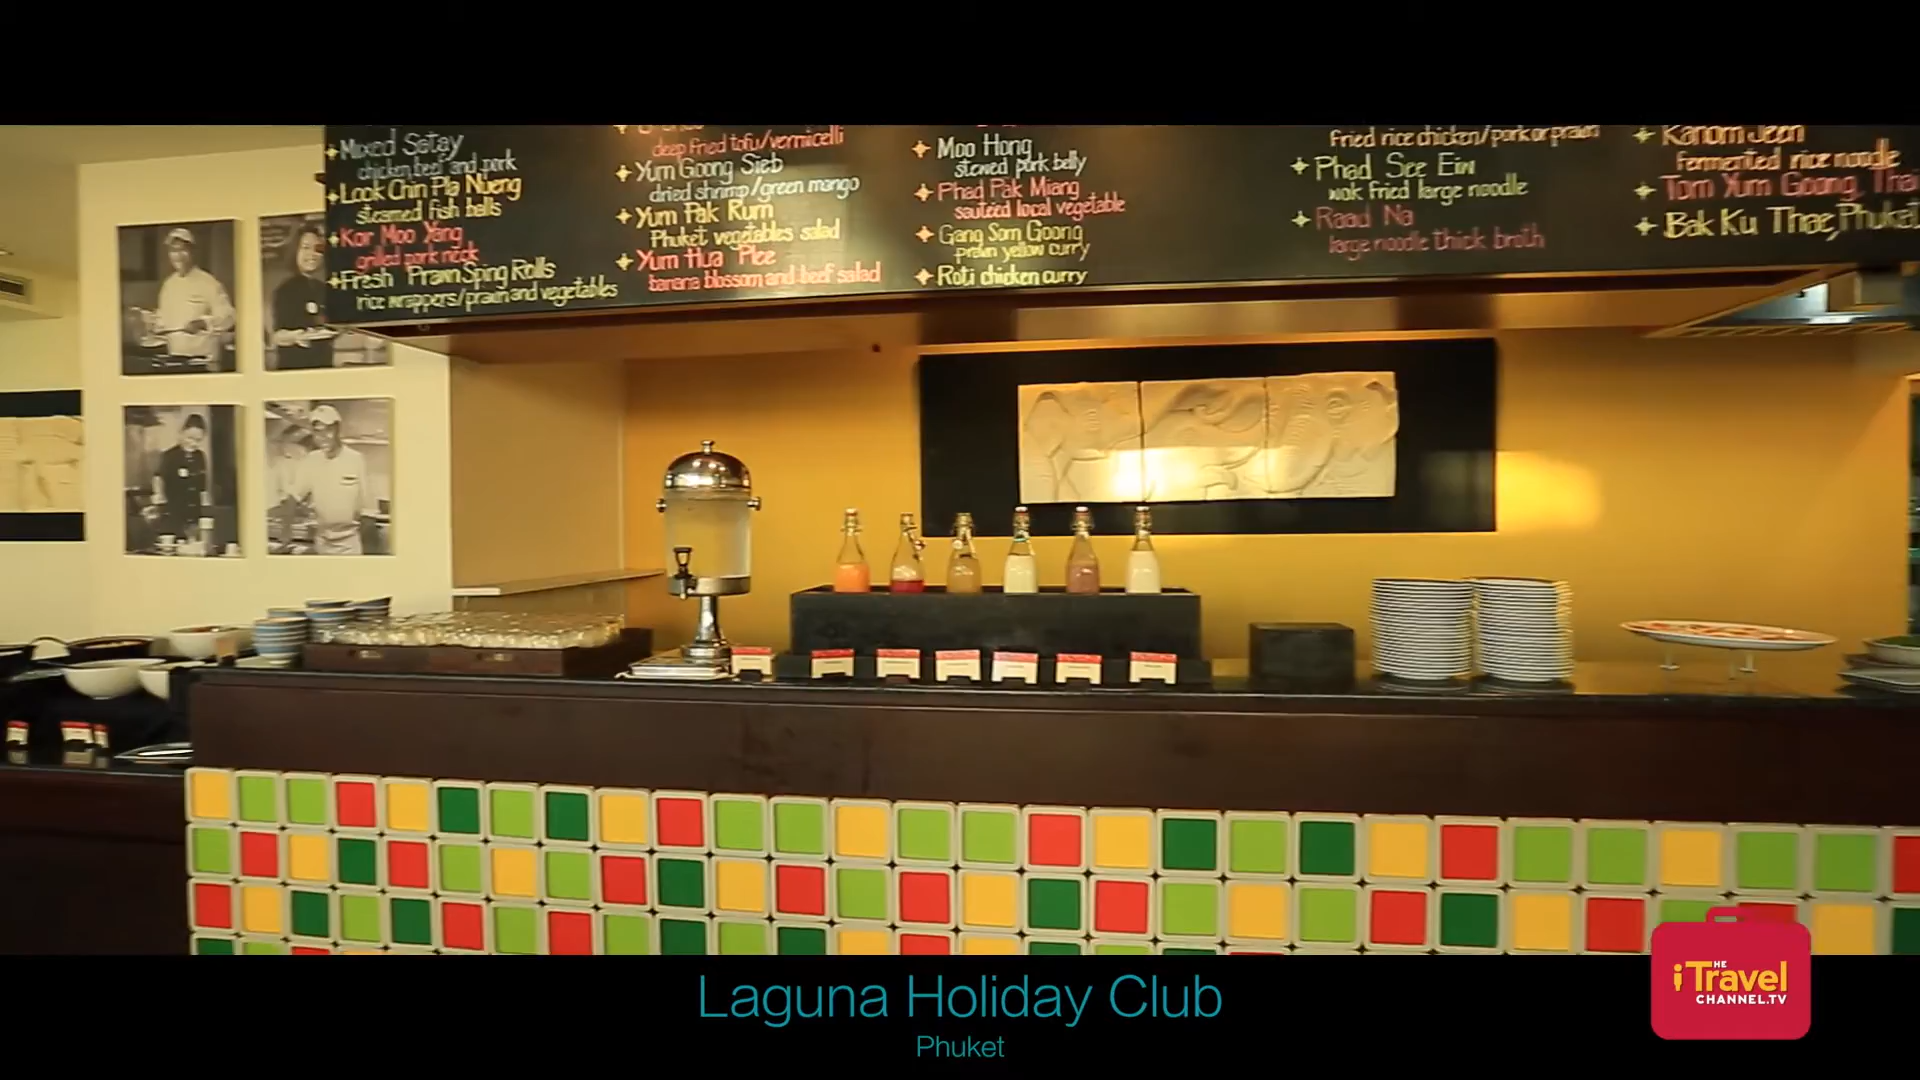 Mixed Satay
chicken, beef and pork
Look Chin Pla Nueng
steamed fish balls
Kor Moo Yang
grilled pork neck
Fresh Prawn Sping Rolls
rice wrappers/prawn and vegetables
deep fried tofu/vermicelli
Yum Goong Sieb
dried shrimp/green mango
Yum Pak Rum
Phuket vegetables salad
Yum Hua Plee
banana blossom and beef salad
Moo Hong
stewed pork belly
Phad Pak Miang
sauteed local vegetable
Gang Som Goong
prawn yellow curry
Roti chicken curry
Fried rice chicken/pork or prawn
Phad See Eiw
wok fried large noodle
Raad Na
large noodle thick broth
Kanom Jeen
Fermented rice noodle
Tom Yum Goong, Thai
Bak Ku Thae, Phuket
Laguna Holiday Club
Phuket
THE
iTravel
CHANNEL.TV